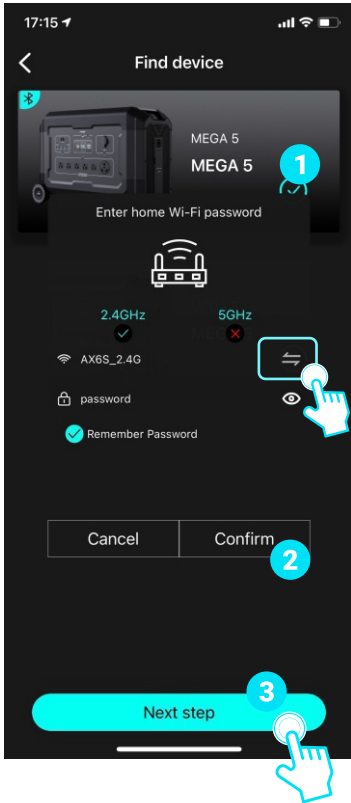 17:15
Find device
MEGA 5
MEGA 5
1
Enter home Wi-Fi password
2.4GHz 5GHz
AX6S_2.4G
password
Remember Password
Cancel Confirm
2
3
Next step